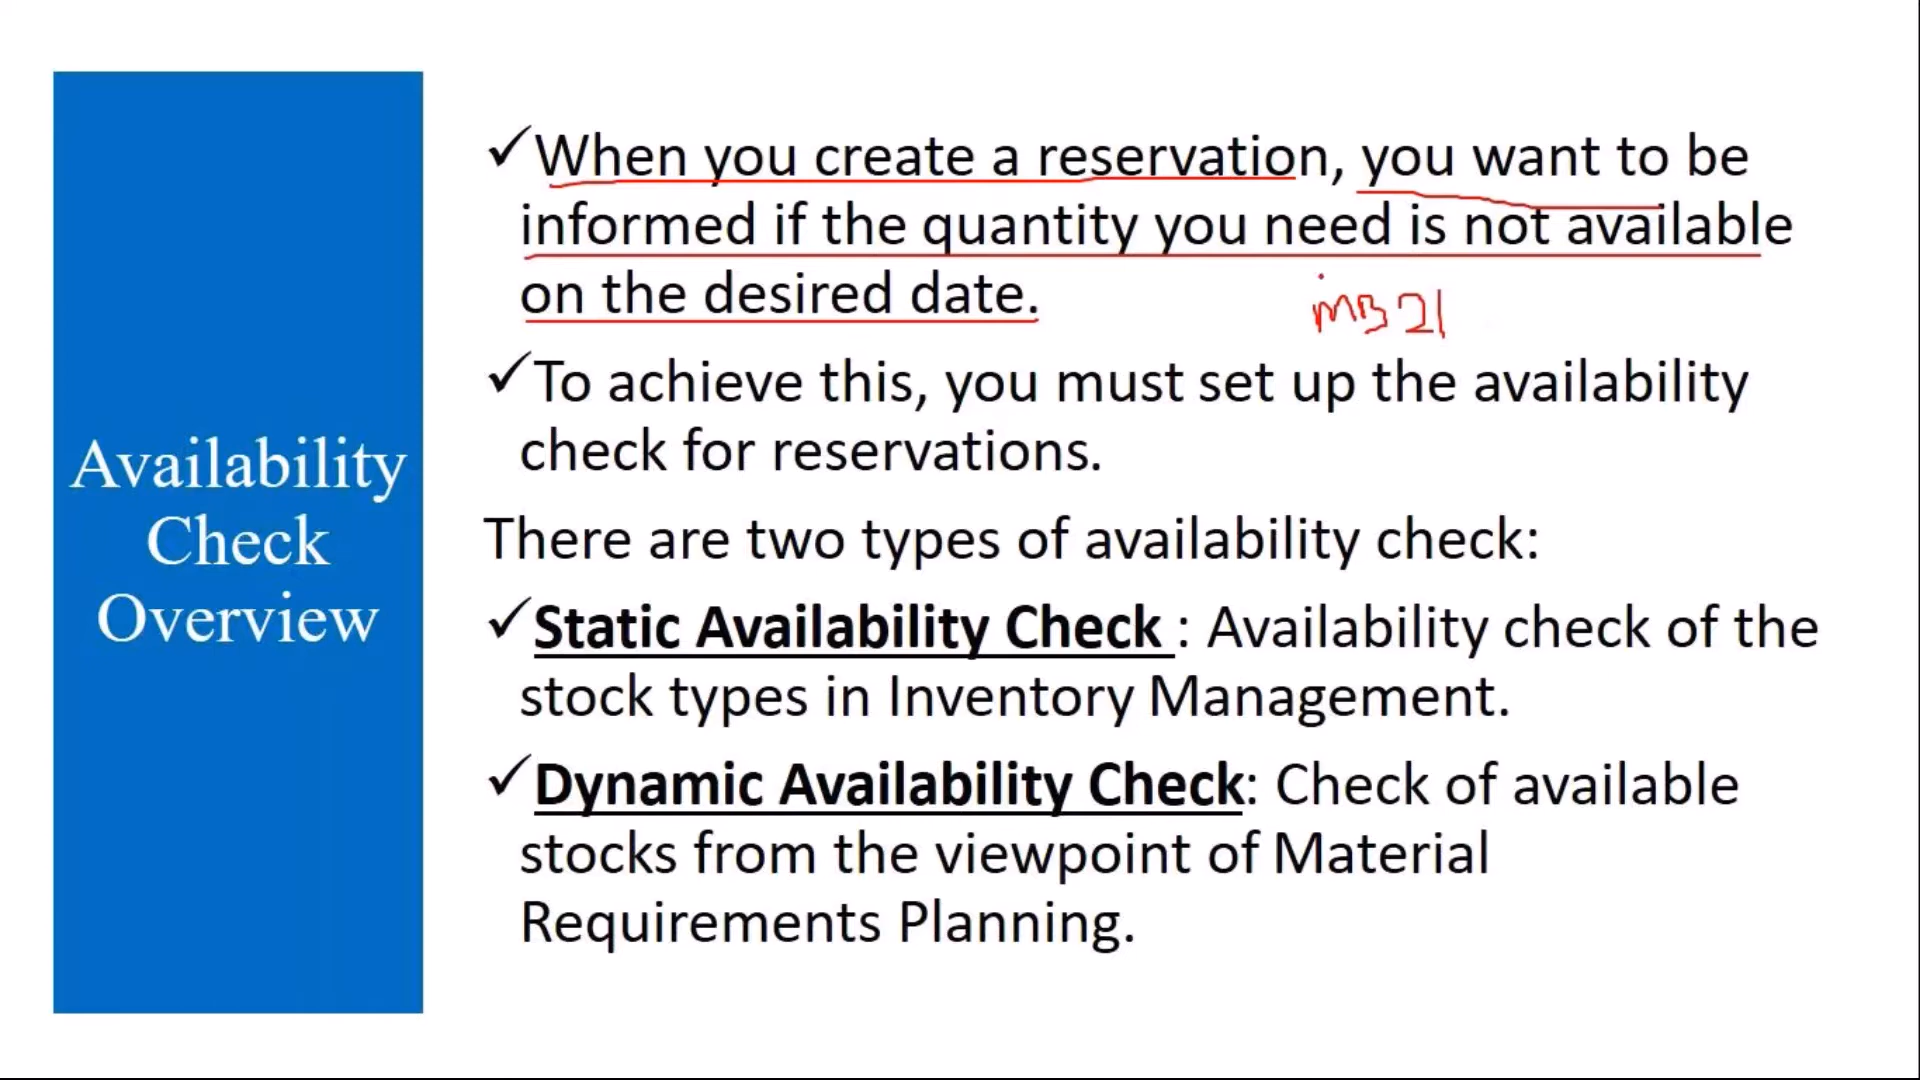 Availability
Check
Overview
✓When you create a reservation, you want to be
informed if the quantity you need is not available
on the desired date.
MB21
✓To achieve this, you must set up the availability
check for reservations.
There are two types of availability check:
✓Static Availability Check : Availability check of the
stock types in Inventory Management.
✓Dynamic Availability Check: Check of available
stocks from the viewpoint of Material
Requirements Planning.